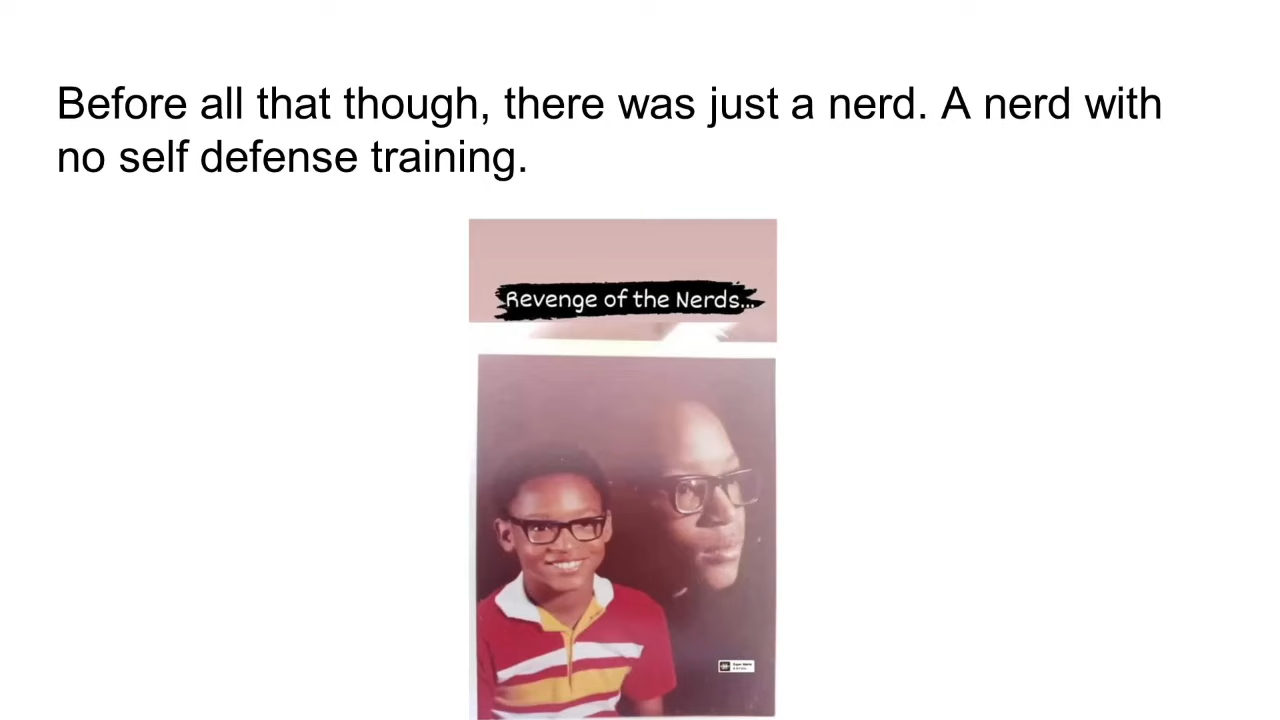 Before all that though, there was just a nerd. A nerd with
no self defense training.
Revenge of the Nerds...